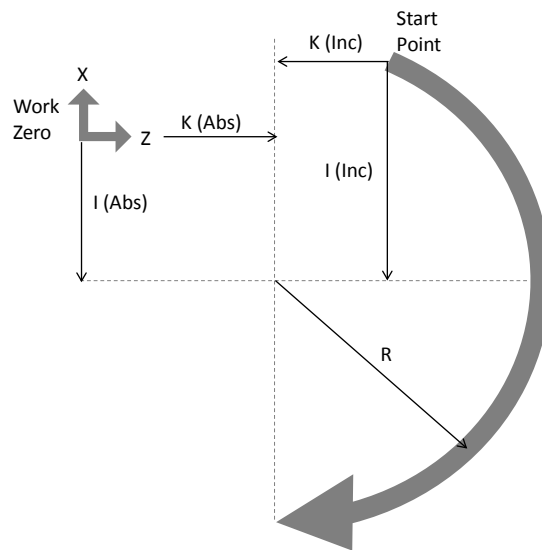 Start
Point
K (Inc)
X
Work
Zero
Z
K (Abs)
I (Abs)
I (Inc)
R